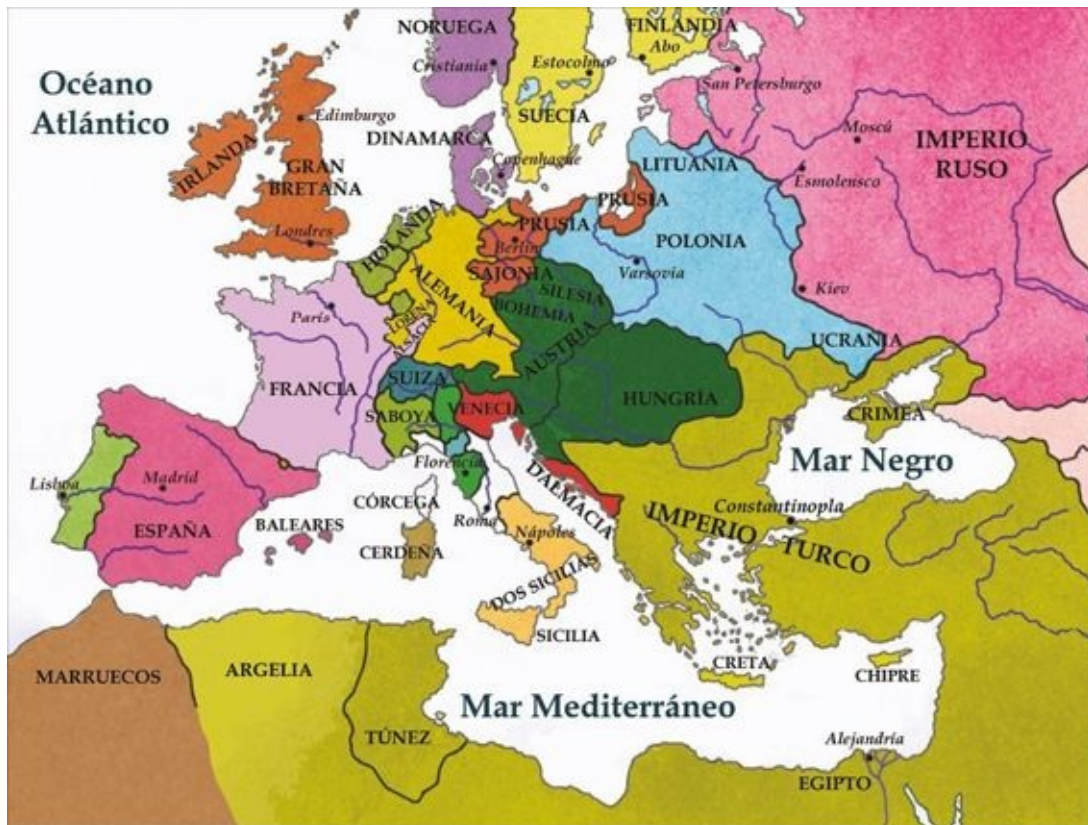 NORUEGA
FINLANDIA
Abo
Cristianía
Estocolmo
San Petersburgo
Océano
Atlántico
SUECIA
Moscú
IMPERIO
RUSO
Edimburgo
DINAMARCA
IRLANDA
GRAN
BRETAÑA
Copenhague
LITUANIA
Esmolensco
PRUSIA
PRUSIA
HOLANDA
Londres
Berlín
POLONIA
SAJONIA
Varsovia
ALEMANIA
SILESIA
BOHEMIA
Kiev
París
LORENA
ALSACIA
AUSTRIA
UCRANIA
FRANCIA
SUIZA
HUNGRÍA
SABOYA
VENECIA
CRIMEA
Mar Negro
Florencia
Lisboa
Madrid
DALMACIA
CÓRCEGA
Constantinopla
ESPAÑA
BALEARES
Roma
IMPERIO
TURCO
CERDEÑA
Nápoles
DOS SICILIAS
SICILIA
MARRUECOS
ARGELIA
CRETA
CHIPRE
Mar Mediterráneo
TÚNEZ
Alejandría
EGIPTO